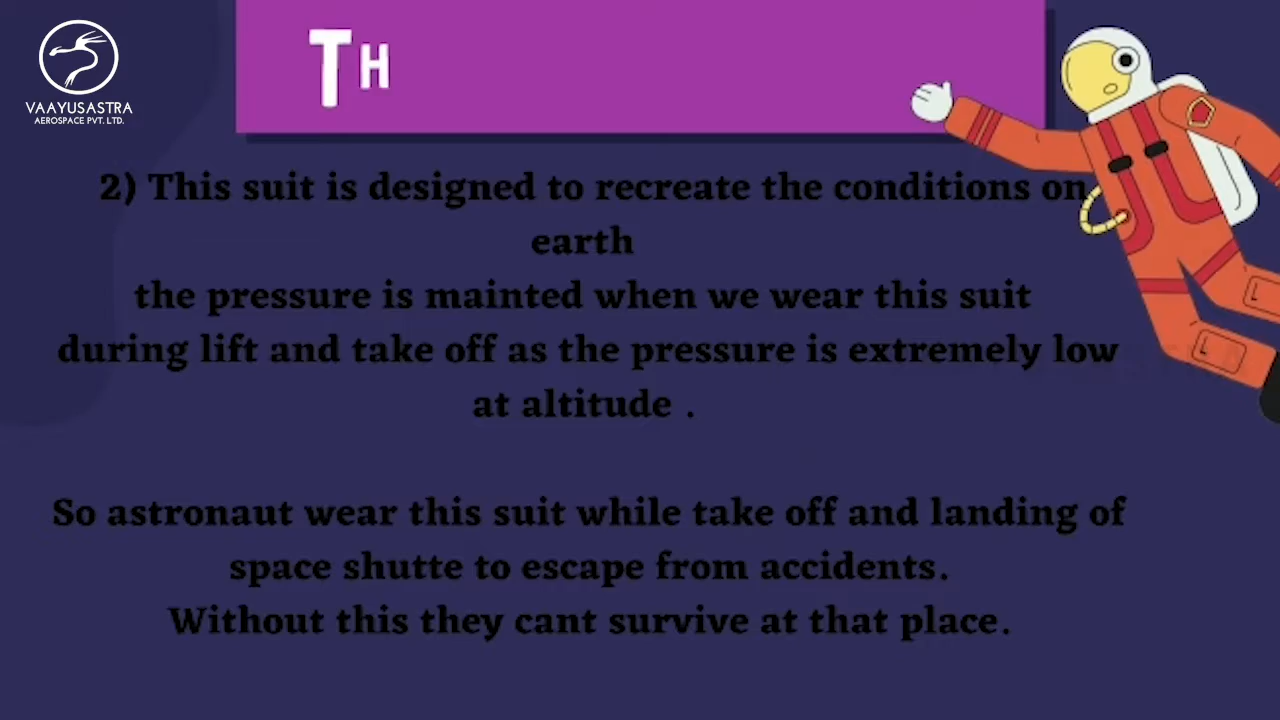 VAAYUSASTRA
AEROSPACE PVT. LTD.
TH
2) This suit is designed to recreate the conditions on
earth
the pressure is mainted when we wear this suit
during lift and take off as the pressure is extremely low
at altitude .
So astronaut wear this suit while take off and landing of
space shutte to escape from accidents.
Without this they cant survive at that place.